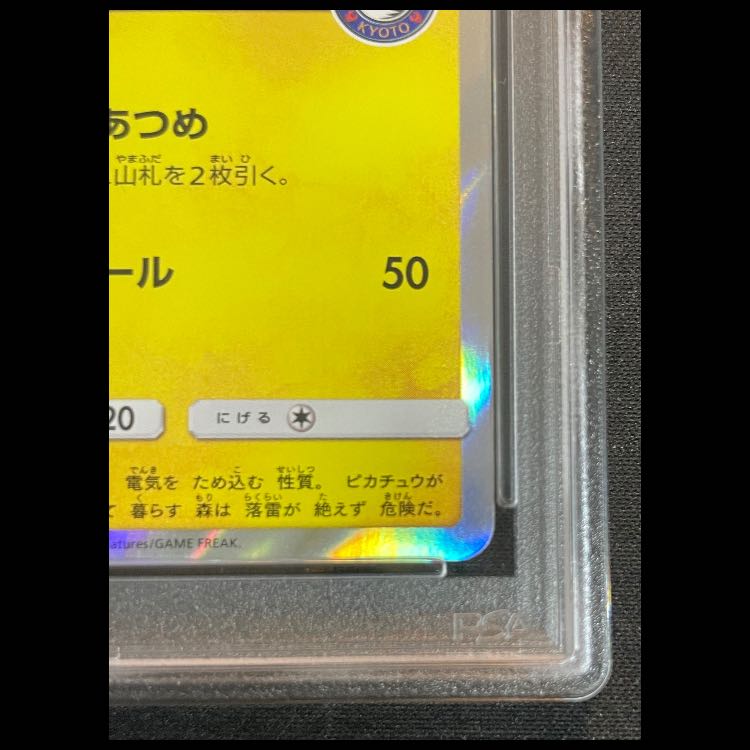 KYOTO
あつめ
やまふだ まい ひ
山札を2枚引く。
ール 50
20 にげる
でんき こ せいしつ
電気を ため込む 性質。 ピカチュウが
く もり らくらい た きけん
て 暮らす 森は 落雷が 絶えず 危険だ。
atures/GAME FREAK.
PSA